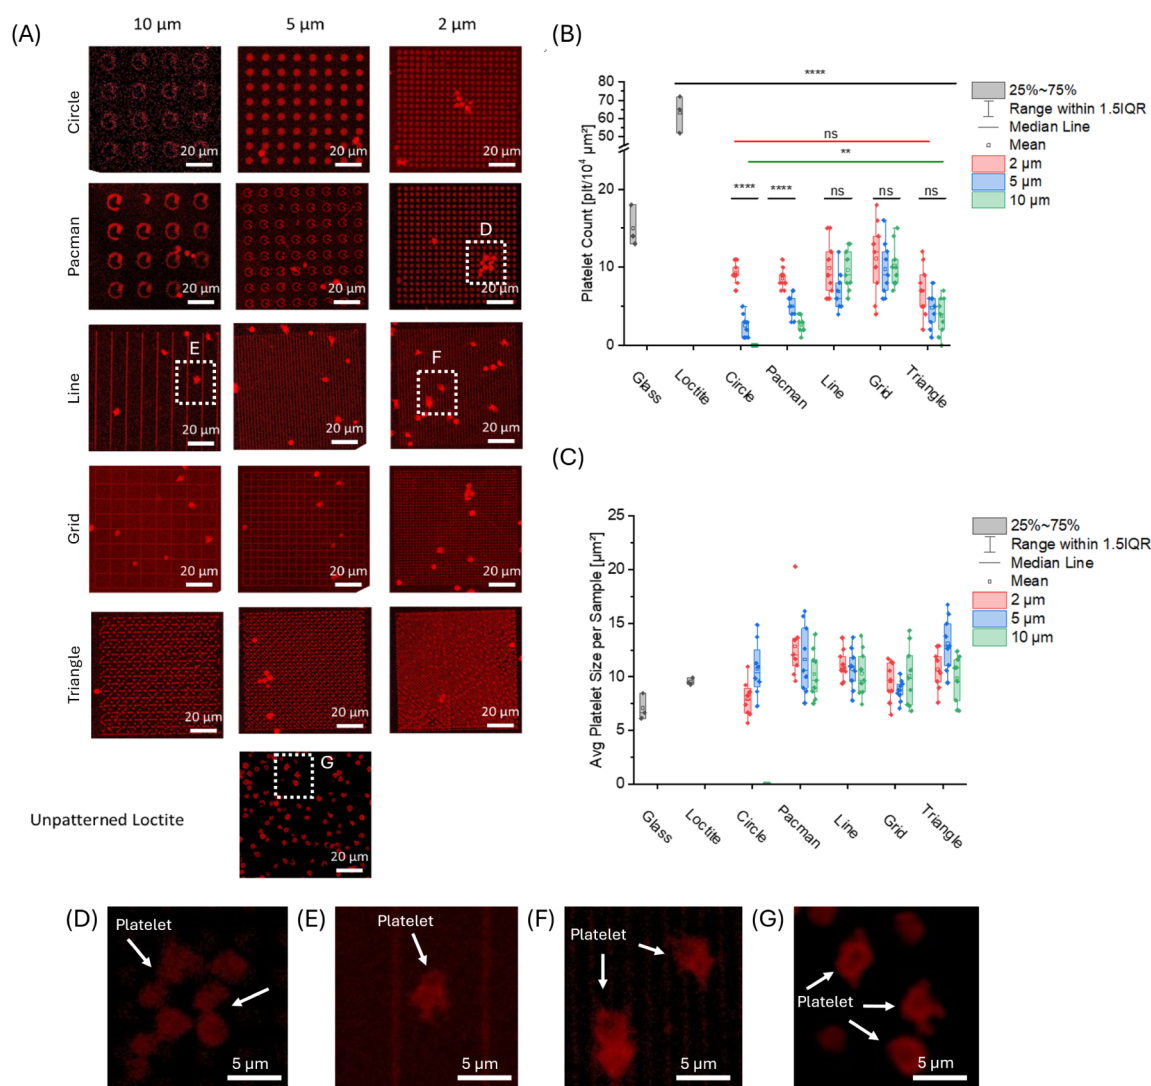 10 µm
5 µm
2 µm
(A)
Circle
20 µm
20 µm
20 µm
Pacman
20 µm
20 µm
D
20 µm
Line
E
20 µm
20 µm
F
20 µm
Grid
20 µm
20 µm
20 µm
Triangle
20 µm
20 µm
20 µm
Unpatterned Loctite
G
20 µm
(B)
Platelet Count [plt/10⁴ µm²]
80
70
60
50
20
10
0
****
ns
**
****
****
ns
ns
ns
Glass
Loctite
Circle
Pacman
Line
Grid
Triangle
25%~75%
Range within 1.5IQR
Median Line
Mean
2 µm
5 µm
10 µm
(C)
Avg Platelet Size per Sample [µm²]
25
20
15
10
5
0
Glass
Loctite
Circle
Pacman
Line
Grid
Triangle
25%~75%
Range within 1.5IQR
Median Line
Mean
2 µm
5 µm
10 µm
(D)
Platelet
5 µm
(E)
Platelet
5 µm
(F)
Platelet
5 µm
(G)
Platelet
5 µm